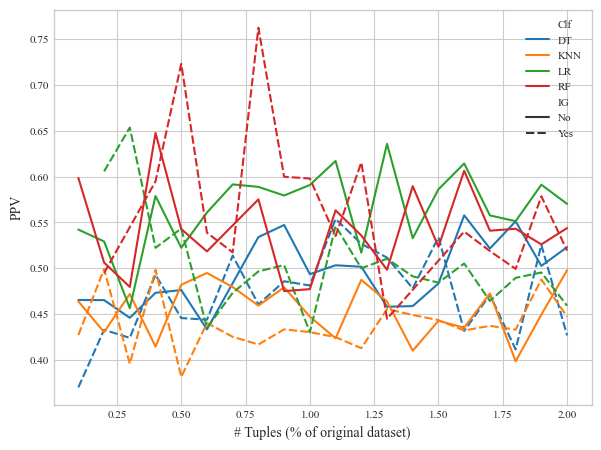 Clf
DT
KNN
LR
RF
IG
No
Yes
PPV
0.75
0.70
0.65
0.60
0.55
0.50
0.45
0.40
0.25
0.50
0.75
1.00
1.25
1.50
1.75
2.00
# Tuples (% of original dataset)